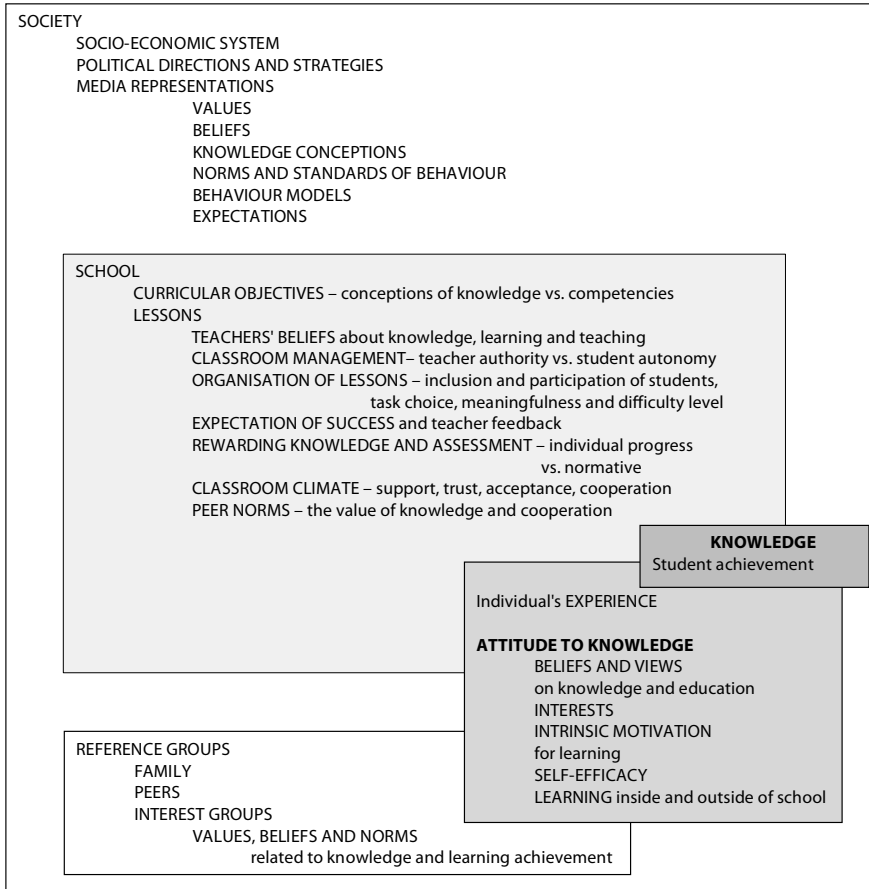 SOCIETY
SOCIO-ECONOMIC SYSTEM
POLITICAL DIRECTIONS AND STRATEGIES
MEDIA REPRESENTATIONS
VALUES
BELIEFS
KNOWLEDGE CONCEPTIONS
NORMS AND STANDARDS OF BEHAVIOUR
BEHAVIOUR MODELS
EXPECTATIONS
SCHOOL
CURRICULAR OBJECTIVES – conceptions of knowledge vs. competencies
LESSONS
TEACHERS' BELIEFS about knowledge, learning and teaching
CLASSROOM MANAGEMENT– teacher authority vs. student autonomy
ORGANISATION OF LESSONS – inclusion and participation of students,
task choice, meaningfulness and difficulty level
EXPECTATION OF SUCCESS and teacher feedback
REWARDING KNOWLEDGE AND ASSESSMENT – individual progress
vs. normative
CLASSROOM CLIMATE – support, trust, acceptance, cooperation
PEER NORMS – the value of knowledge and cooperation
KNOWLEDGE
Student achievement
Individual's EXPERIENCE
ATTITUDE TO KNOWLEDGE
BELIEFS AND VIEWS
on knowledge and education
INTERESTS
INTRINSIC MOTIVATION
for learning
SELF-EFFICACY
LEARNING inside and outside of school
REFERENCE GROUPS
FAMILY
PEERS
INTEREST GROUPS
VALUES, BELIEFS AND NORMS
related to knowledge and learning achievement